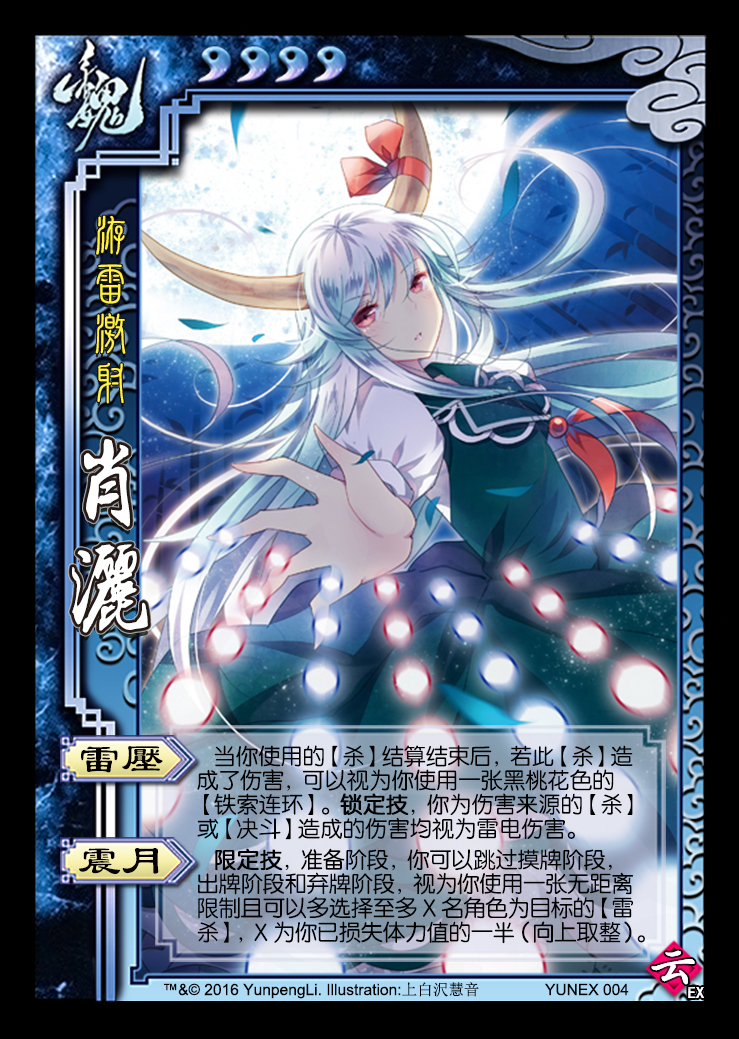 魏
游雷激射
肖灑
雷壓
当你使用的【杀】结算结束后，若此【杀】造
成了伤害，可以视为你使用一张黑桃花色的
【铁索连环】。锁定技，你为伤害来源的【杀】
或【决斗】造成的伤害均视为雷电伤害。
震月
限定技，准备阶段，你可以跳过摸牌阶段，
出牌阶段和弃牌阶段，视为你使用一张无距离
限制且可以多选择至多X名角色为目标的【雷
杀】，X为你已损失体力值的一半（向上取整）。
™&© 2016 YunpengLi. Illustration:上白沢慧音
YUNEX 004
云
EX